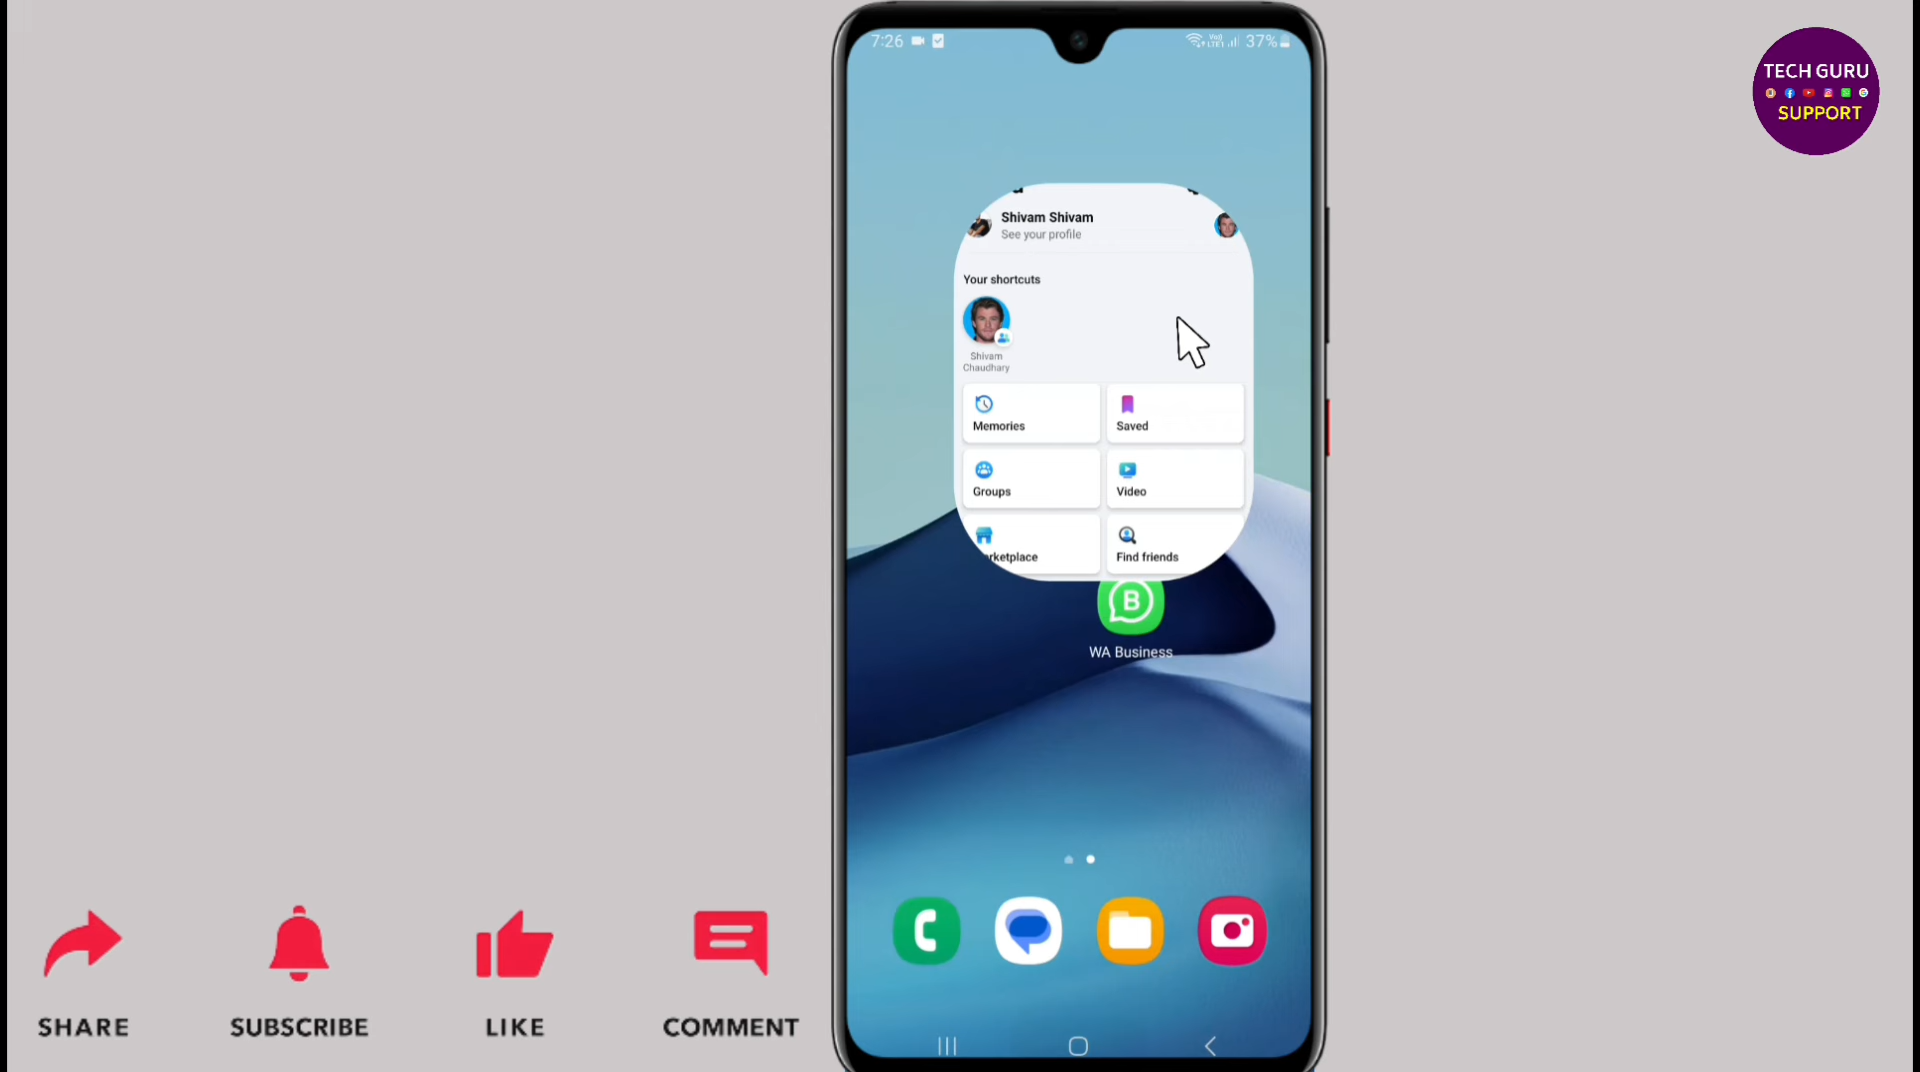 TECH GURU
SUPPORT
7:26
37%
Shivam Shivam
See your profile
Your shortcuts
Shivam
Chaudhary
Memories
Saved
Groups
Video
rketplace
Find friends
B
WA Business
SHARE
SUBSCRIBE
LIKE
COMMENT